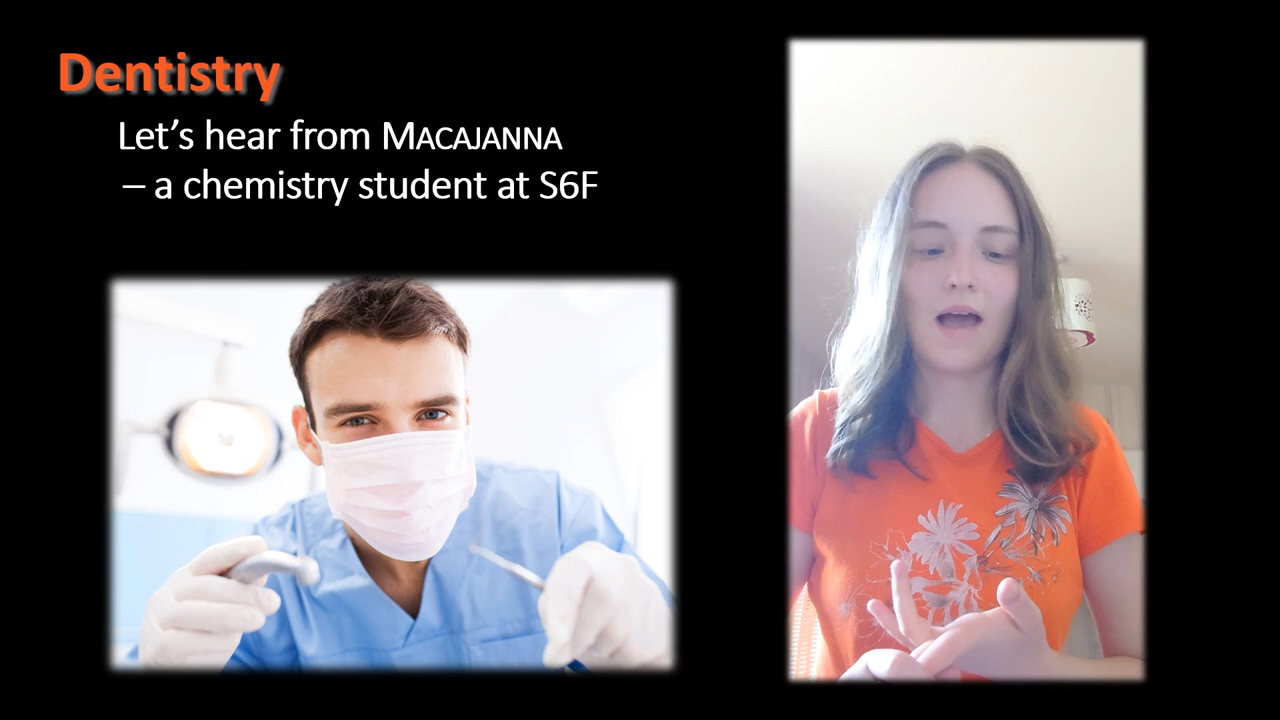 Dentistry
Let’s hear from MACAJANNA
– a chemistry student at S6F